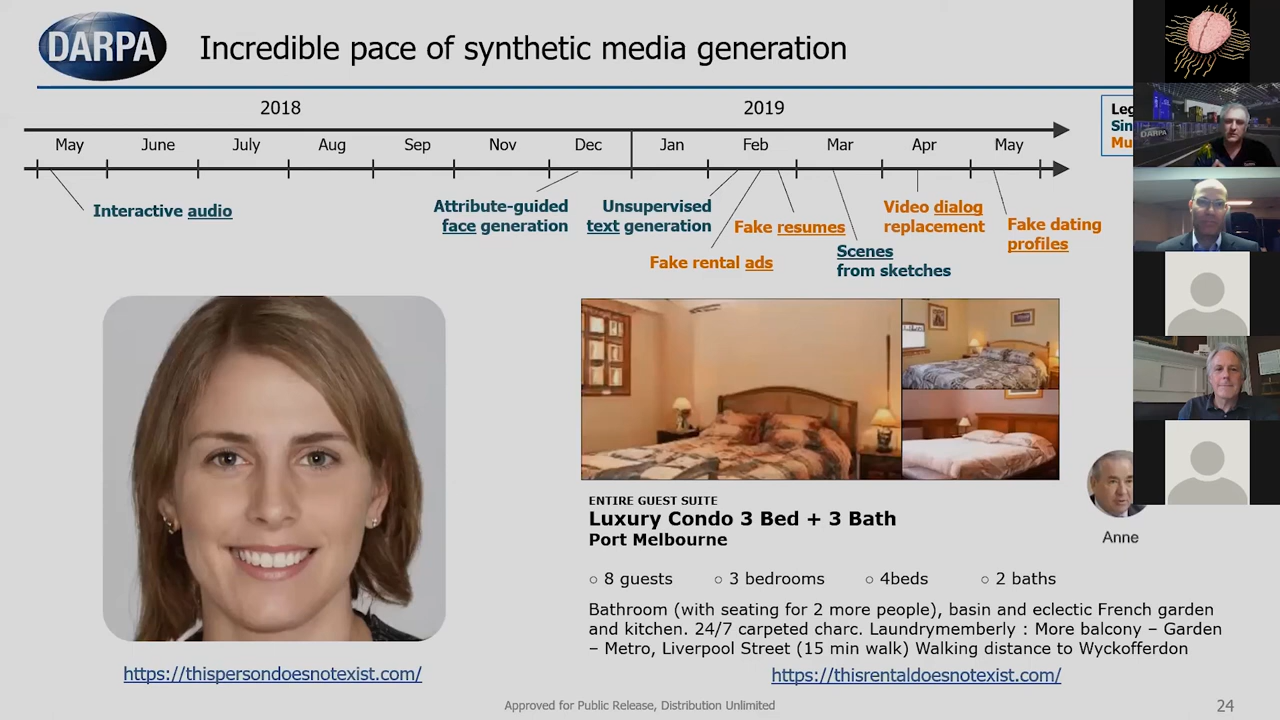 DARPA
Incredible pace of synthetic media generation
2018
2019
May
June
July
Aug
Sep
Nov
Dec
Jan
Feb
Mar
Apr
May
Interactive audio
Attribute-guided
face generation
Unsupervised
text generation
Fake rental ads
Fake resumes
Scenes
from sketches
Video dialog
replacement
Fake dating
profiles
Leg
Sin
Mu
DARPA
ENTIRE GUEST SUITE
Luxury Condo 3 Bed + 3 Bath
Port Melbourne
○ 8 guests ○ 3 bedrooms ○ 4beds ○ 2 baths
Bathroom (with seating for 2 more people), basin and eclectic French garden
and kitchen. 24/7 carpeted charc. Laundrymemberly : More balcony – Garden
– Metro, Liverpool Street (15 min walk) Walking distance to Wyckofferdon
Anne
https://thispersondoesnotexist.com/
https://thisrentaldoesnotexist.com/
Approved for Public Release, Distribution Unlimited
24